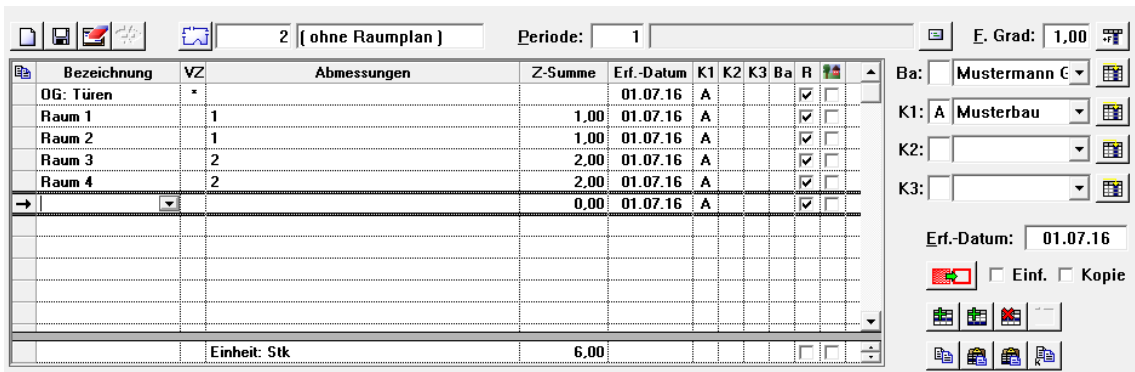 2 ( ohne Raumplan ) Periode: 1 F. Grad: 1,00
Bezeichnung VZ Abmessungen Z-Summe Erf.-Datum K1 K2 K3 Ba R
OG: Türen * 01.07.16 A
Raum 1 1 1,00 01.07.16 A
Raum 2 1 1,00 01.07.16 A
Raum 3 2 2,00 01.07.16 A
Raum 4 2 2,00 01.07.16 A
0,00 01.07.16 A
Einheit: Stk 6,00
Ba: Mustermann G
K1: A Musterbau
K2:
K3:
Erf.-Datum: 01.07.16
Einf. Kopie